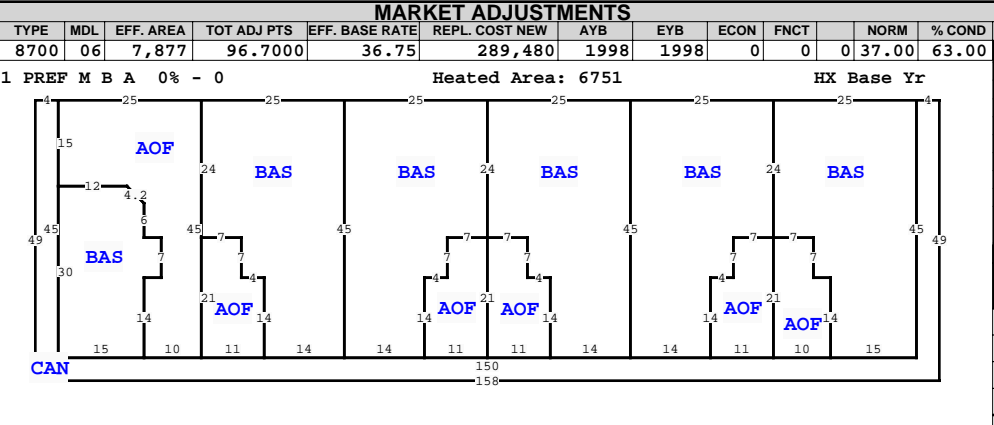 MARKET ADJUSTMENTS
TYPE MDL EFF. AREA TOT ADJ PTS EFF. BASE RATE REPL. COST NEW AYB EYB ECON FNCT NORM % COND
8700 06 7,877 96.7000 36.75 289,480 1998 1998 0 0 0 37.00 63.00
1 PREF M B A 0% - 0 Heated Area: 6751 HX Base Yr
4 25 25 25 25 25 25 4
15 AOF
24 BAS BAS 24 BAS BAS 24 BAS
12
4.2
6
45 45 45 45 45
49 7 7 7 7 7 49
BAS 7 7 7 7 7 7
30 4 4 4 4
21 AOF AOF 21 AOF AOF 21 AOF
14 14 14 14 14 14
15 10 11 14 14 11 11 14 14 11 10 15
CAN 150
158